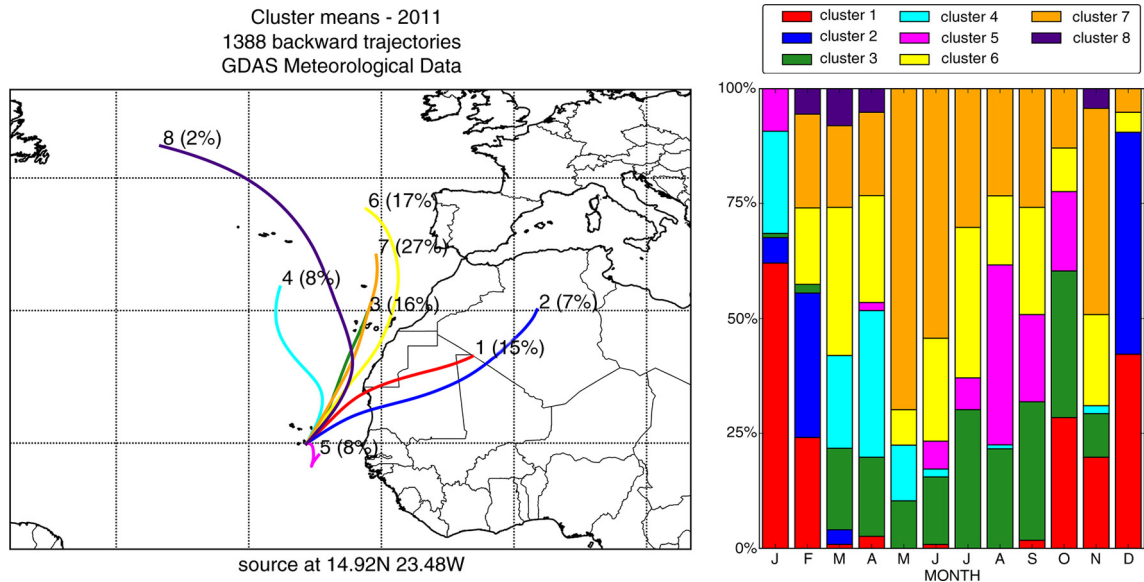 Cluster means - 2011
1388 backward trajectories
GDAS Meteorological Data
8 (2%)
6 (17%)
7 (27%)
4 (8%)
3 (16%)
2 (7%)
1 (15%)
5 (8%)
source at 14.92N 23.48W
cluster 1 cluster 4 cluster 7
cluster 2 cluster 5 cluster 8
cluster 3 cluster 6
100%
75%
50%
25%
0%
J F M A M J J A S O N D
MONTH